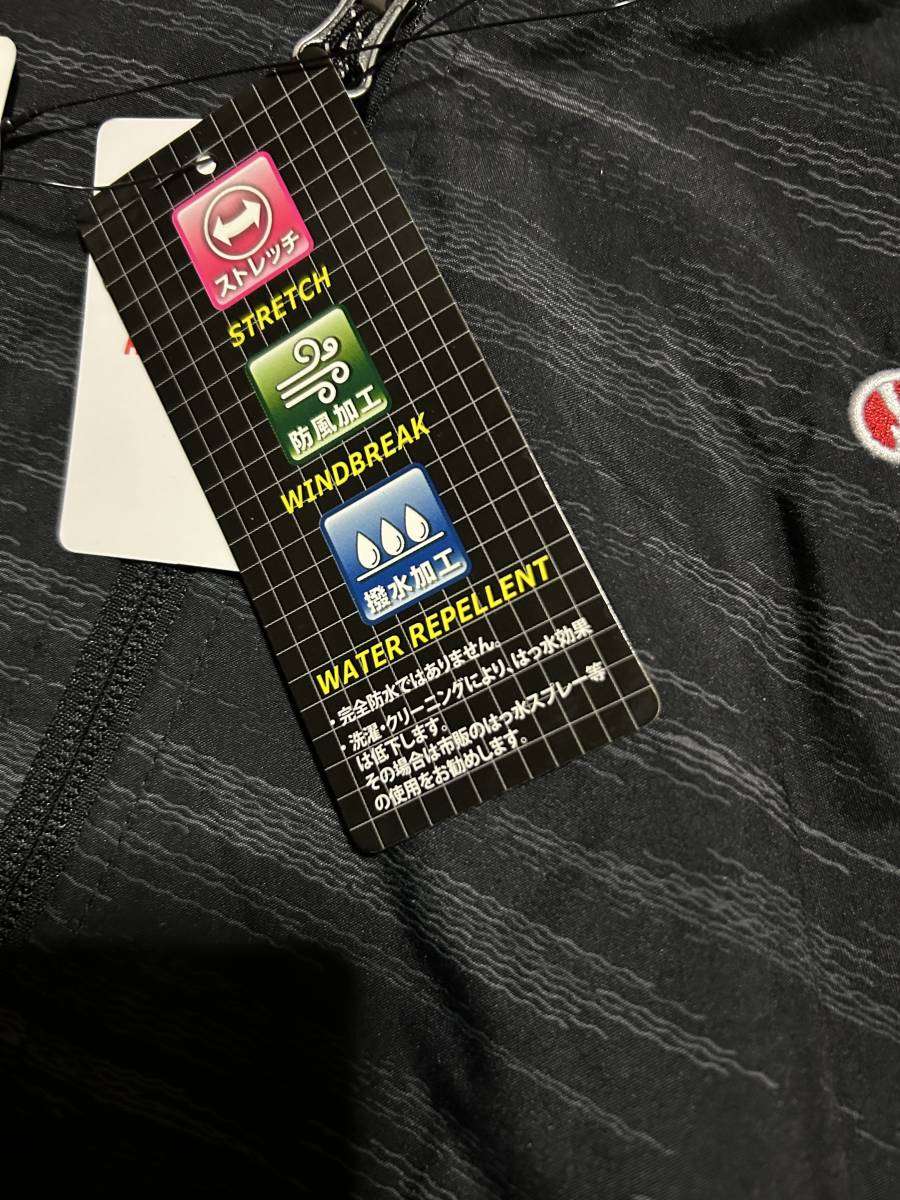 ストレッチ
STRETCH
防風加工
WINDBREAK
撥水加工
WATER REPELLENT
・完全防水ではありません。
・洗濯・クリーニングにより、はっ水効果
は低下します。
その場合は市販のはっ水スプレー等
の使用をお勧めします。